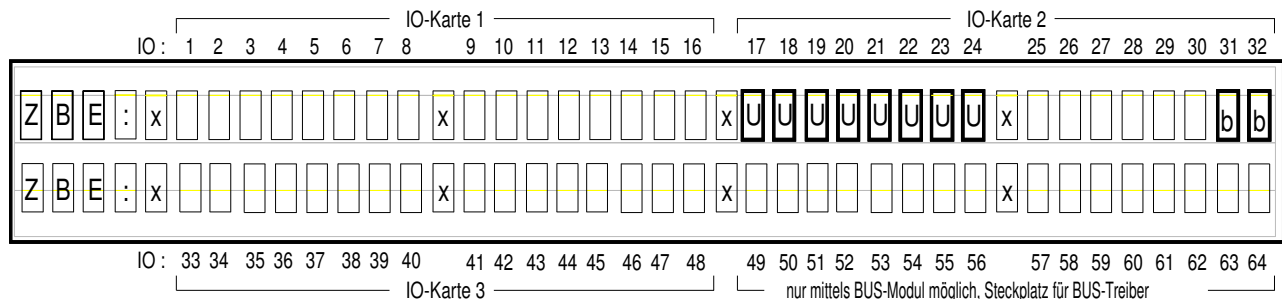 IO-Karte 1 IO-Karte 2
IO : 1 2 3 4 5 6 7 8 9 10 11 12 13 14 15 16 17 18 19 20 21 22 23 24 25 26 27 28 29 30 31 32
Z B E : x x x U U U U U U U U x b b
Z B E : x x x x
IO : 33 34 35 36 37 38 39 40 41 42 43 44 45 46 47 48 49 50 51 52 53 54 55 56 57 58 59 60 61 62 63 64
IO-Karte 3 nur mittels BUS-Modul möglich, Steckplatz für BUS-Treiber